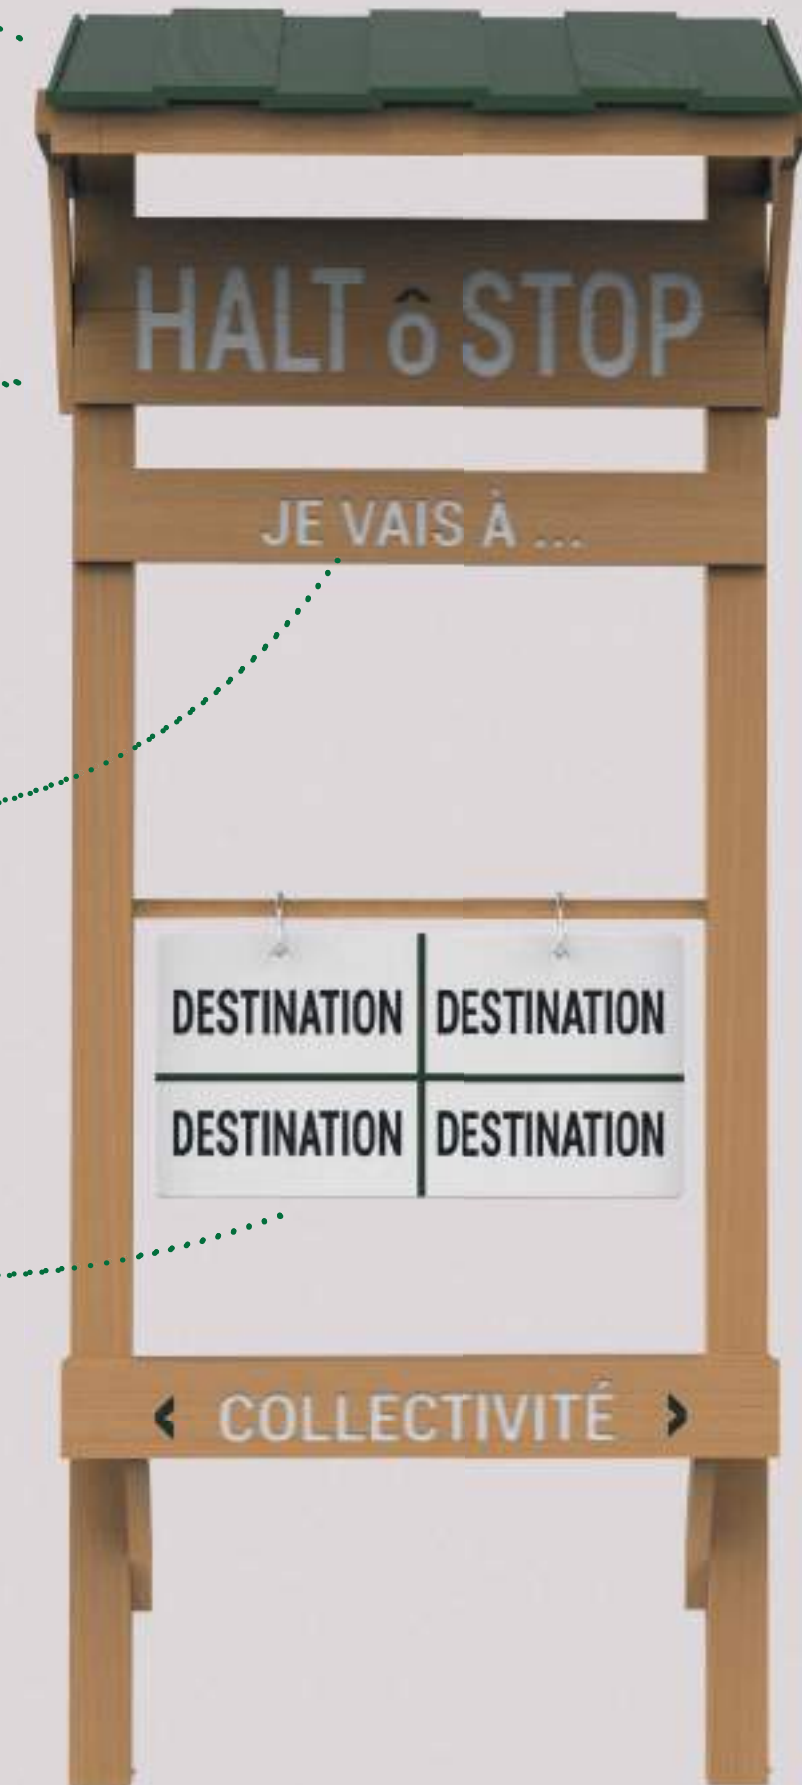 HALT ô STOP
JE VAIS À ...
DESTINATION DESTINATION
DESTINATION DESTINATION
< COLLECTIVITÉ >